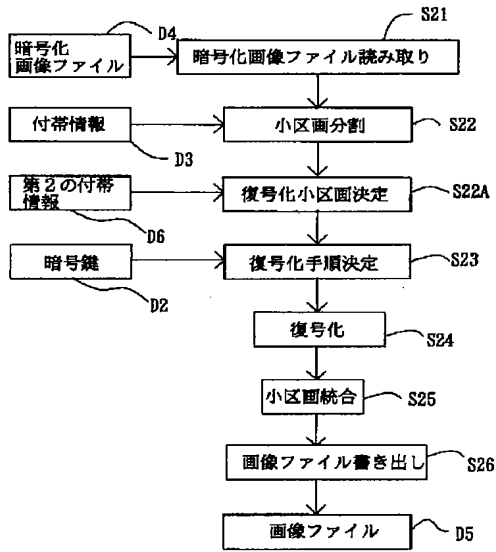 D4
S21
暗号化
画像ファイル
暗号化画像ファイル読み取り
付帯情報
小区画分割
S22
D3
第2の付帯
情報
復号化小区画決定
S22A
D6
暗号鍵
復号化手順決定
S23
D2
復号化
S24
小区画統合
S25
画像ファイル書き出し
S26
画像ファイル
D5